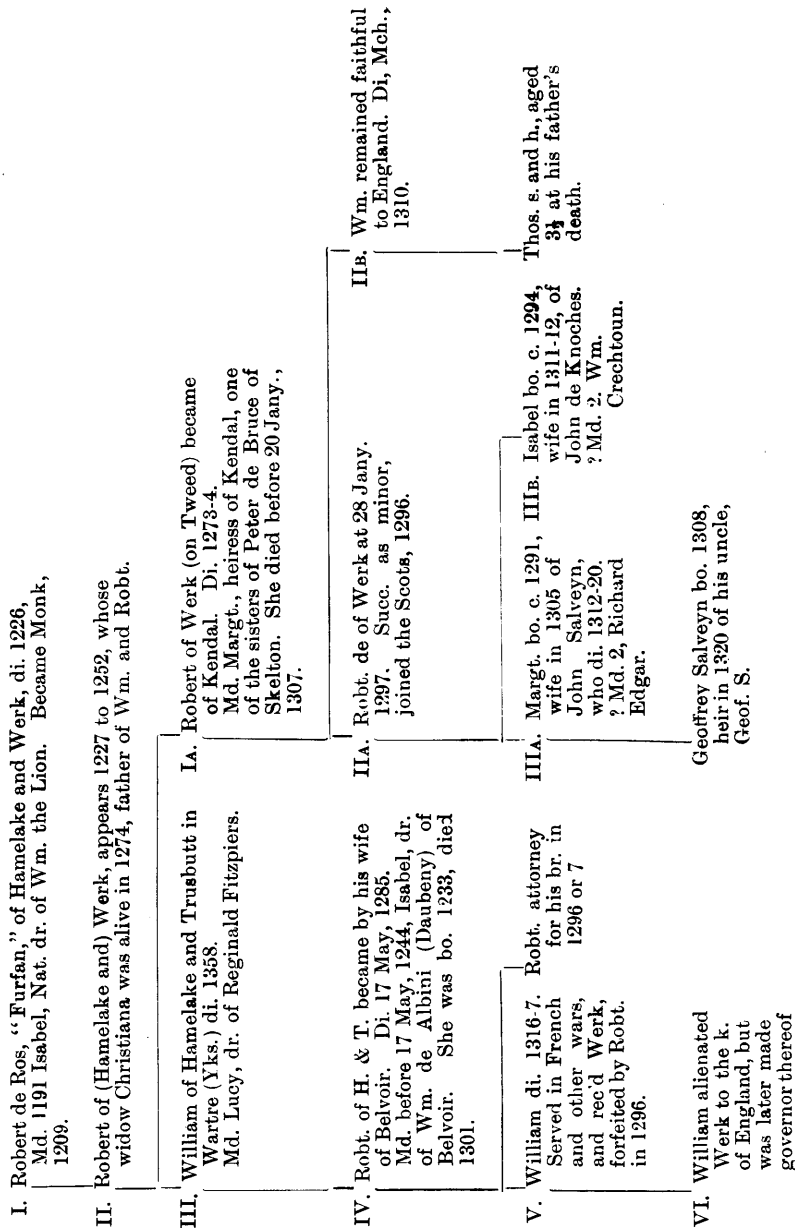 I. Robert de Ros, “Furfan,” of Hamelake and Werk, di. 1226,
Md. 1191 Isabel, Nat. dr. of Wm. the Lion. Became Monk,
1209.
II. Robert of (Hamelake and) Werk, appears 1227 to 1252, whose
widow Christiana was alive in 1274, father of Wm. and Robt.
III. William of Hamelake and Trusbutt in
Wartre (Yks.) di. 1358.
Md. Lucy, dr. of Reginald Fitzpiers.
IA. Robert of Werk (on Tweed) became
of Kendal. Di. 1273-4.
Md. Margt., heiress of Kendal, one
of the sisters of Peter de Bruce of
Skelton. She died before 20 Jany.,
1307.
IV. Robt. of H. & T. became by his wife
of Belvoir. Di. 17 May, 1285.
Md. before 17 May, 1244, Isabel, dr.
of Wm. de Albini (Daubeny) of
Belvoir. She was bo. 1233, died
1301.
IIA. Robt. de of Werk at 28 Jany.
1297. Succ. as minor,
joined the Scots, 1296.
IIB. Wm. remained faithful
to England. Di, Mch.,
1310.
V. William di. 1316-7.
Served in French
and other wars,
and rec'd Werk,
forfeited by Robt.
in 1296.
Robt. attorney
for his br. in
1296 or 7
IIIA. Margt. bo. c. 1291,
wife in 1305 of
John Salveyn,
who di. 1312-20.
? Md. 2, Richard
Edgar.
IIIB. Isabel bo. c. 1294,
wife in 1311-12, of
John de Knoches.
? Md. 2. Wm.
Crechtoun.
Thos. s. and h., aged
3½ at his father's
death.
VI. William alienated
Werk to the k.
of England, but
was later made
governor thereof
Geoffrey Salveyn bo. 1308,
heir in 1320 of his uncle,
Geof. S.